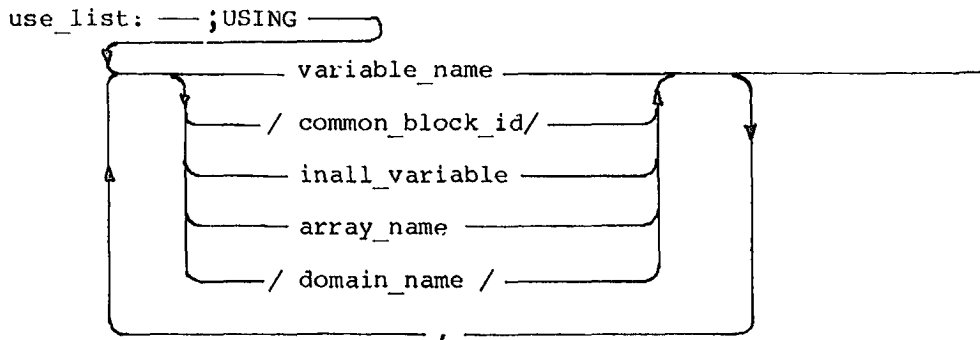 use_list: ;USING
variable_name
/ common_block_id/
inall_variable
array_name
/ domain_name /
,